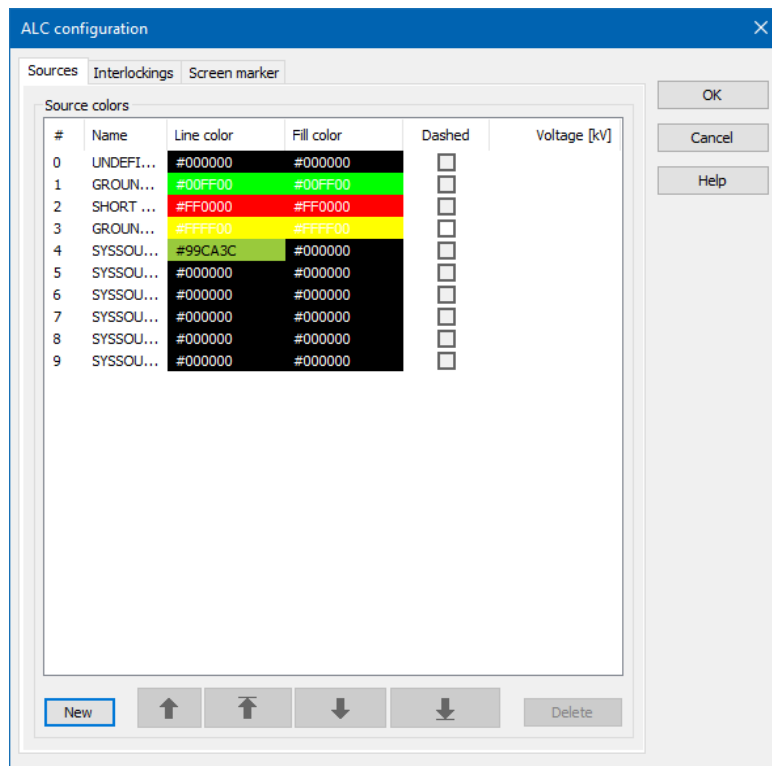 ALC configuration
Sources Interlockings Screen marker
Source colors
# Name Line color Fill color Dashed Voltage [kV]
0 UNDEFI... #000000 #000000
1 GROUN... #00FF00 #00FF00
2 SHORT ... #FF0000 #FF0000
3 GROUN... #FFFF00 #FFFF00
4 SYSSOU... #99CA3C #000000
5 SYSSOU... #000000 #000000
6 SYSSOU... #000000 #000000
7 SYSSOU... #000000 #000000
8 SYSSOU... #000000 #000000
9 SYSSOU... #000000 #000000
New Delete
OK
Cancel
Help